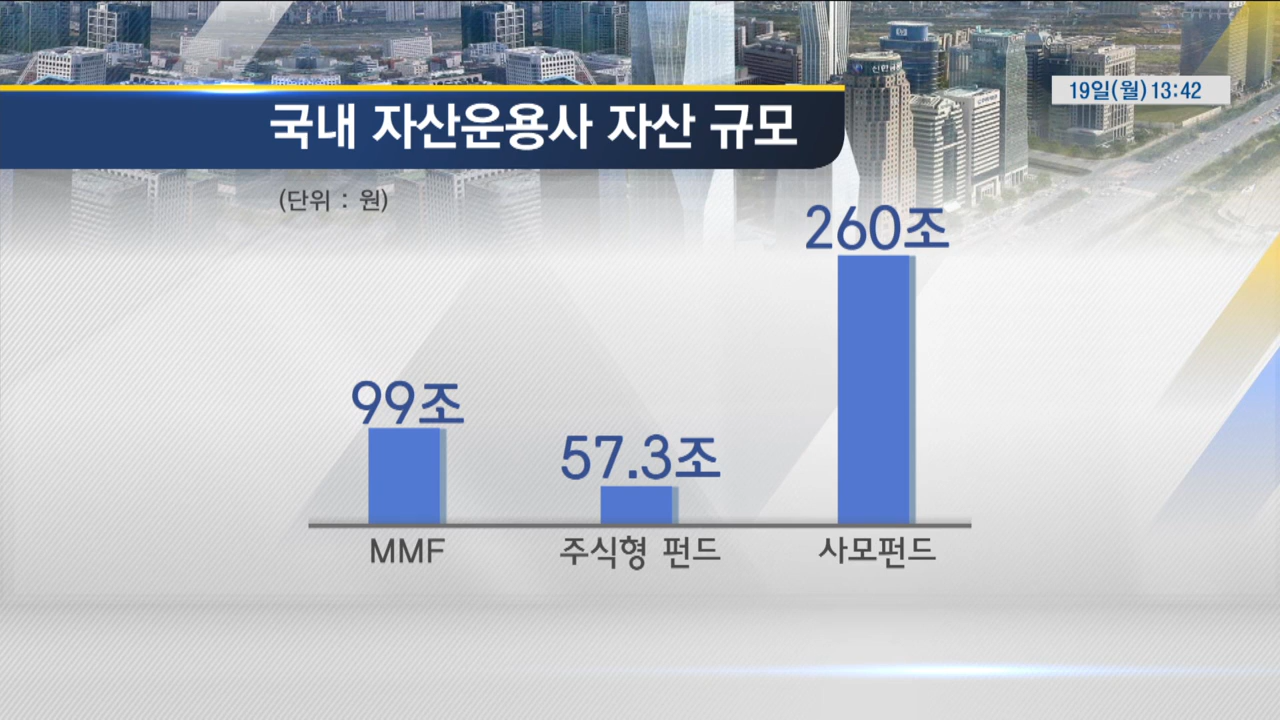 19일(월)13:42
국내 자산운용사 자산 규모
(단위 : 원)
260조
99조
57.3조
MMF
주식형 펀드
사모펀드